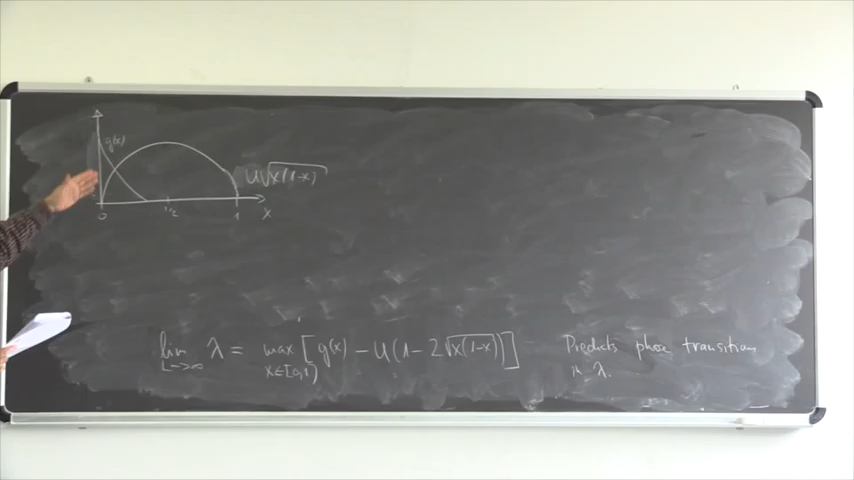 g(x)
u√x(1-x)
0 1/2 1 x
lim L→∞ λ = max x∈[0,1) [g(x) - u(1-2√x(1-x))] Predicts phase transition
in λ.